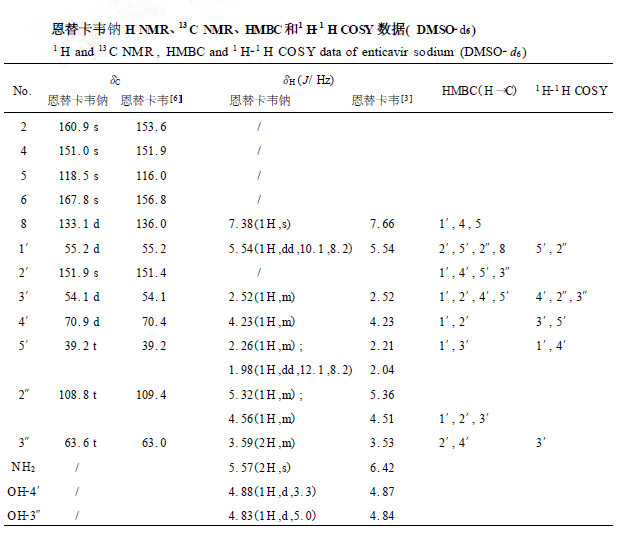 恩替卡韦钠 H NMR、13C NMR、HMBC 和1H-1H COSY 数据( DMSO-d6)
1H and 13C NMR, HMBC and 1H-1H COSY data of enticavir sodium (DMSO-d6)
No. δC δH(J/Hz) HMBC(H→C) 1H-1H COSY
恩替卡韦钠 恩替卡韦[6] 恩替卡韦钠 恩替卡韦[3]
2 160.9 s 153.6 /
4 151.0 s 151.9 /
5 118.5 s 116.0 /
6 167.8 s 156.8 /
8 133.1 d 136.0 7.38(1H,s) 7.66 1′,4,5
1′ 55.2 d 55.2 5.54(1H,dd,10.1,8.2) 5.54 2′,5′,2″,8 5′,2″
2′ 151.9 s 151.4 / 1′,4′,5′,3″
3′ 54.1 d 54.1 2.52(1H,m) 2.52 1′,2′,4′,5′ 4′,2″,3″
4′ 70.9 d 70.4 4.23(1H,m) 4.23 1′,2′ 3′,5′
5′ 39.2 t 39.2 2.26(1H,m); 2.21 1′,3′ 1′,4′
1.98(1H,dd,12.1,8.2) 2.04
2″ 108.8 t 109.4 5.32(1H,m); 5.36
4.56(1H,m) 4.51 1′,2′,3′
3″ 63.6 t 63.0 3.59(2H,m) 3.53 2′,4′ 3′
NH2 / 5.57(2H,s) 6.42
OH-4′ / 4.88(1H,d,3.3) 4.87
OH-3″ / 4.83(1H,d,5.0) 4.84